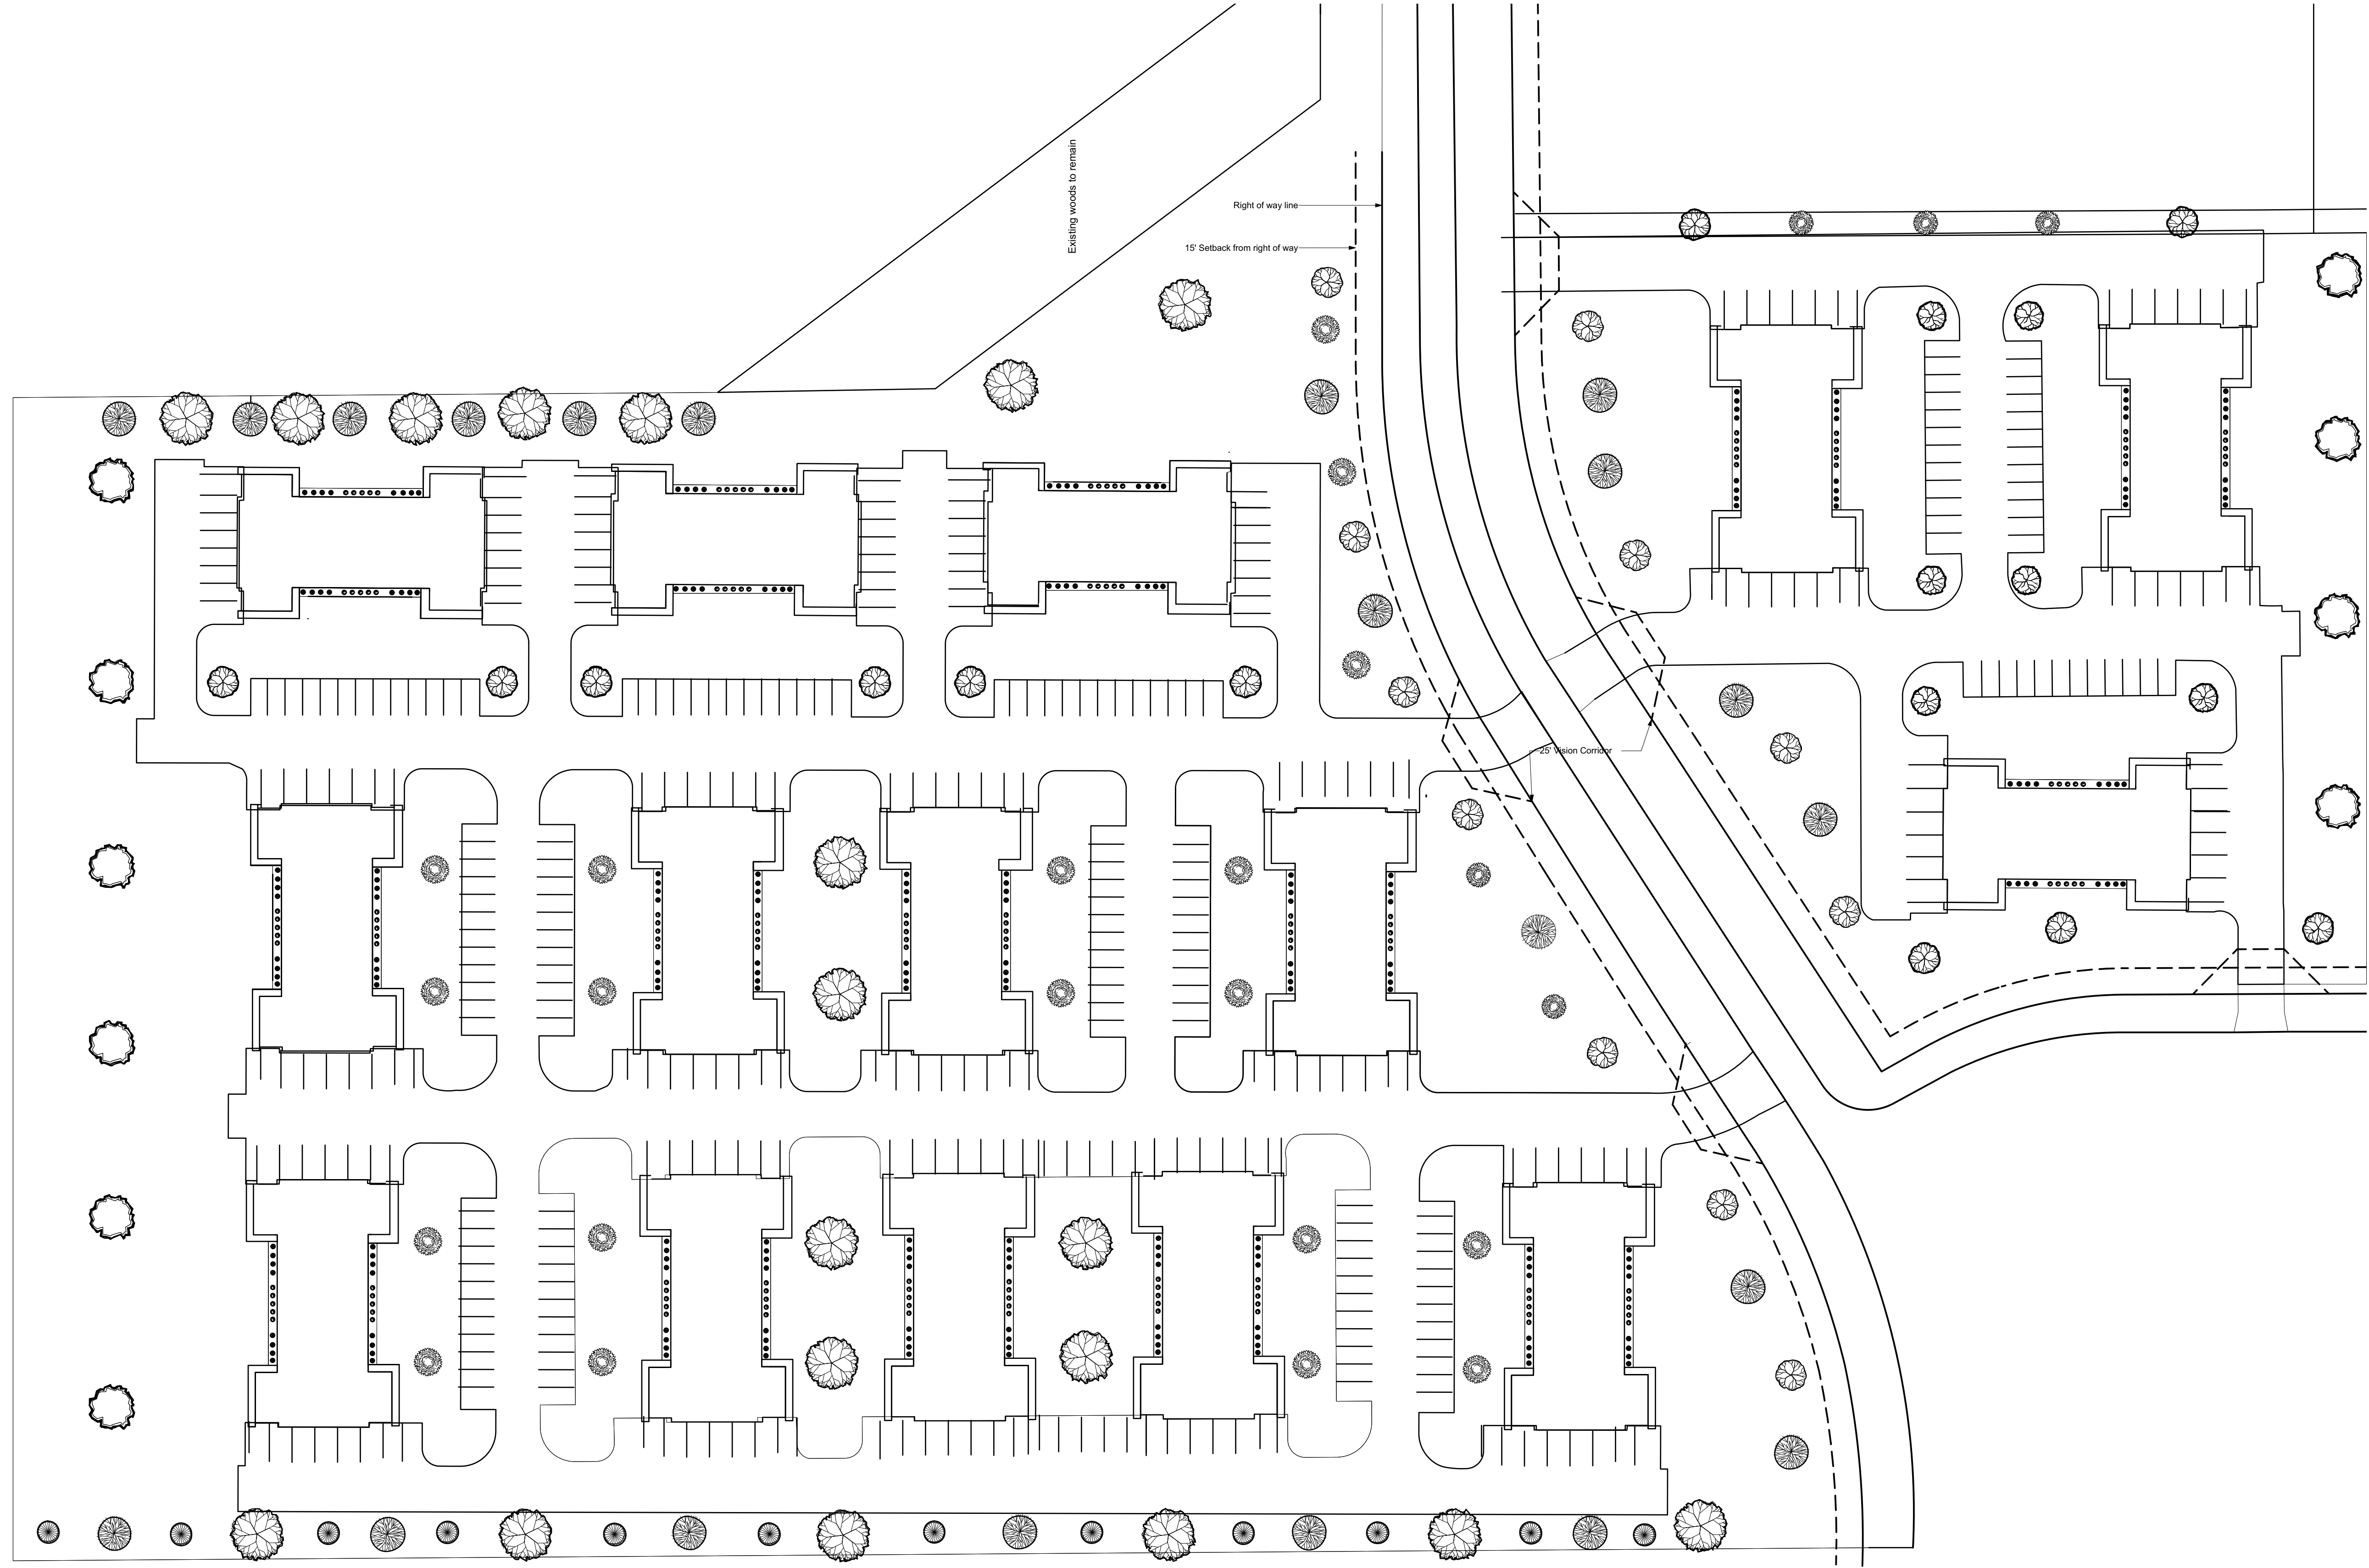 Existing woods to remain
Right of way line
15' Setback from right of way
25' Vision Corridor